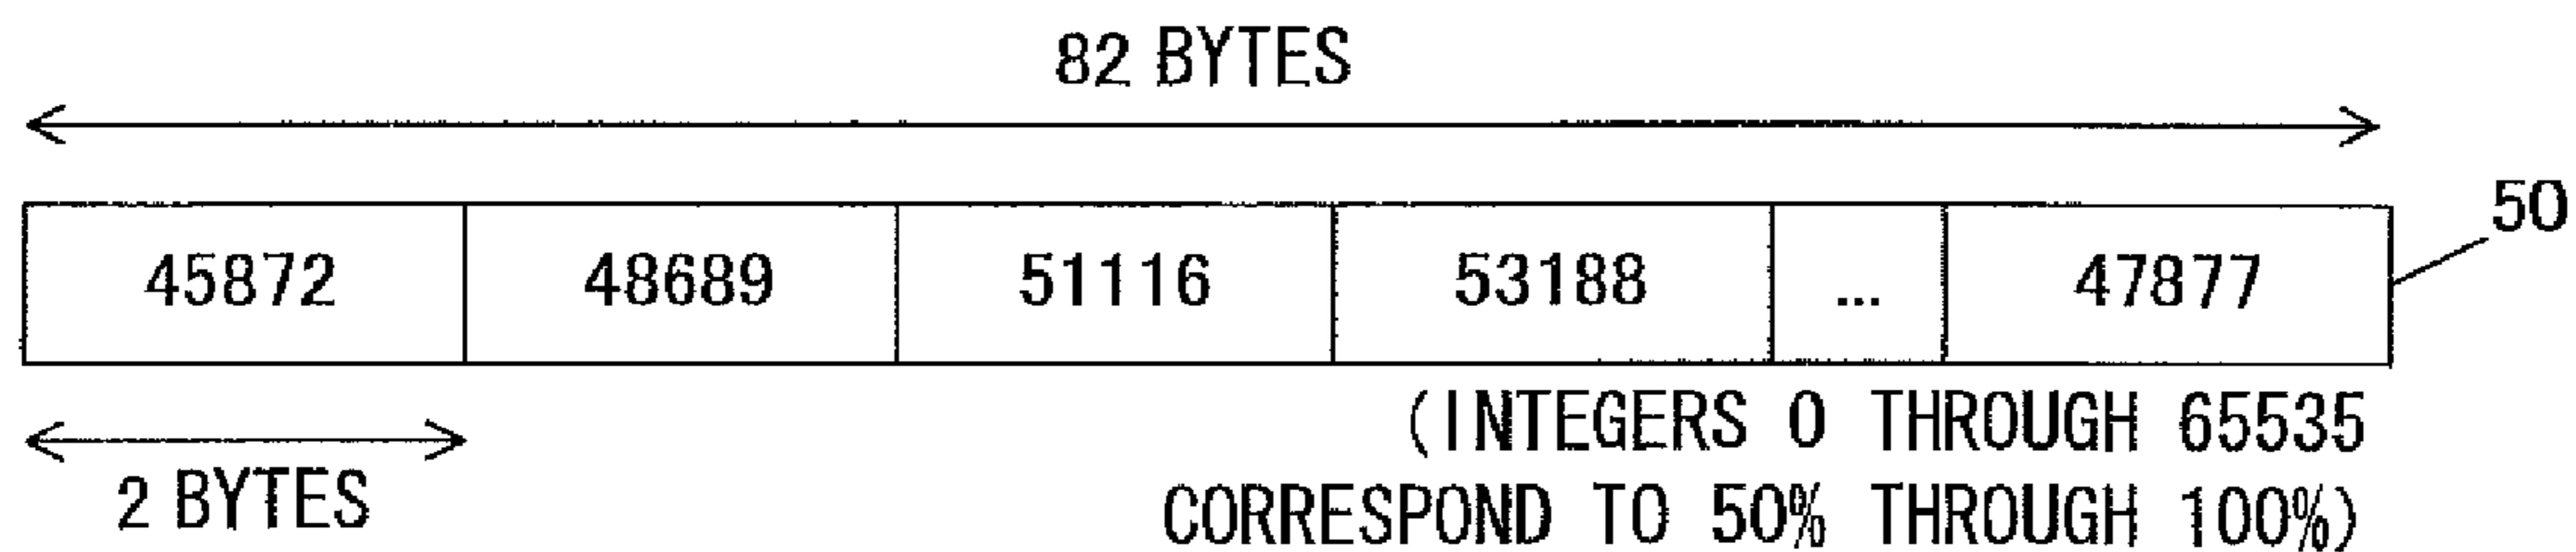 82 BYTES
50
45872 48689 51116 53188 ... 47877
(INTEGERS 0 THROUGH 65535
CORRESPOND TO 50% THROUGH 100%)
2 BYTES